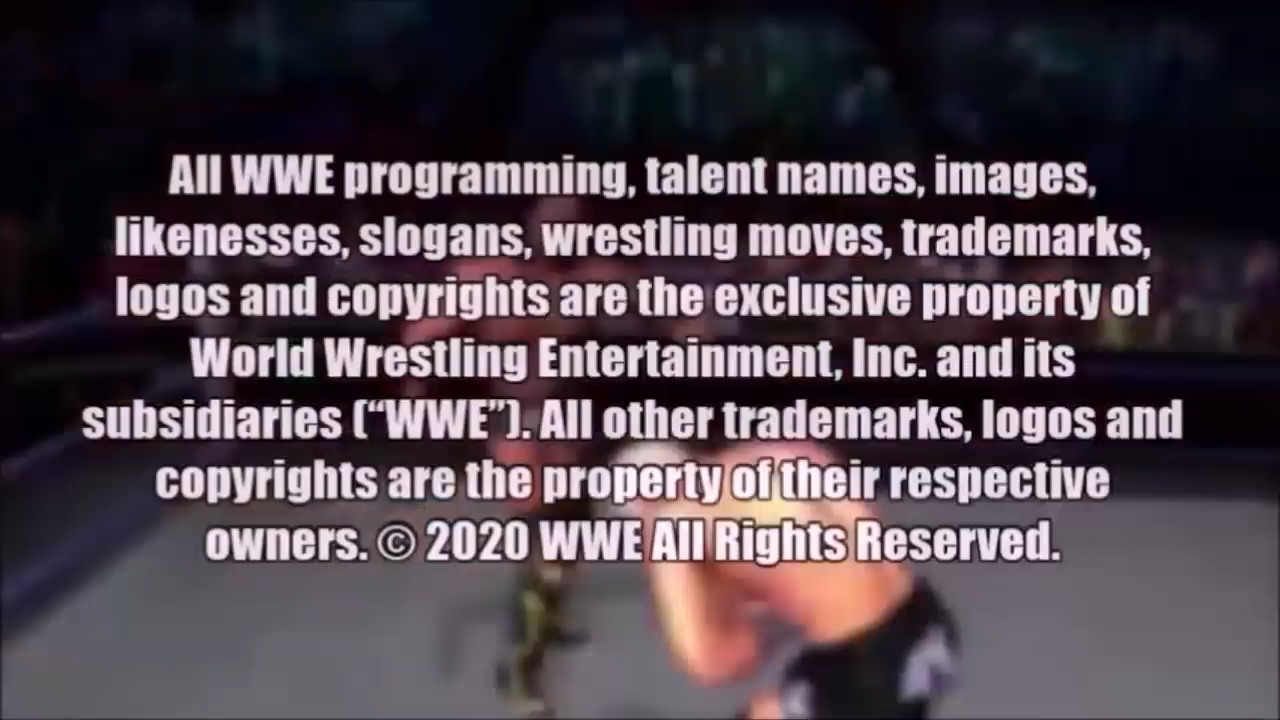 All WWE programming, talent names, images,
likenesses, slogans, wrestling moves, trademarks,
logos and copyrights are the exclusive property of
World Wrestling Entertainment, Inc. and its
subsidiaries (“WWE”). All other trademarks, logos and
copyrights are the property of their respective
owners. © 2020 WWE All Rights Reserved.